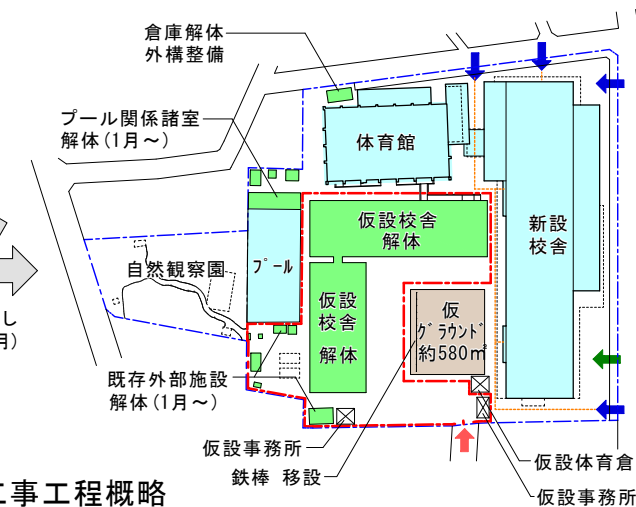 倉庫解体
外構整備
プール関係諸室
解体(1月～)
体育館
仮設校舎
解体
新設
校舎
自然観察園
プール
仮設
校舎
解体
仮
グラウンド
約580㎡
し
月)
既存外部施設
解体(1月～)
仮設事務所
鉄棒 移設
仮設体育倉
仮設事務所
工事工程概略